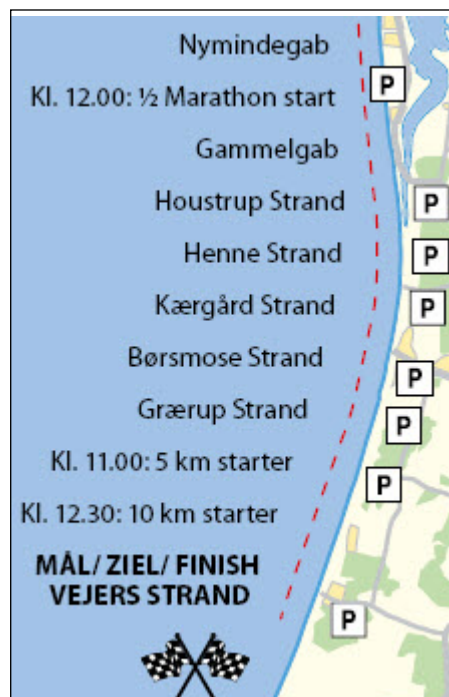 Nymindegab
Kl. 12.00: ½ Marathon start
P
Gammelgab
Houstrup Strand
P
Henne Strand
P
Kærgård Strand
P
Børsmose Strand
P
Grærup Strand
P
Kl. 11.00: 5 km starter
P
Kl. 12.30: 10 km starter
MÅL/ ZIEL/ FINISH
VEJERS STRAND
P